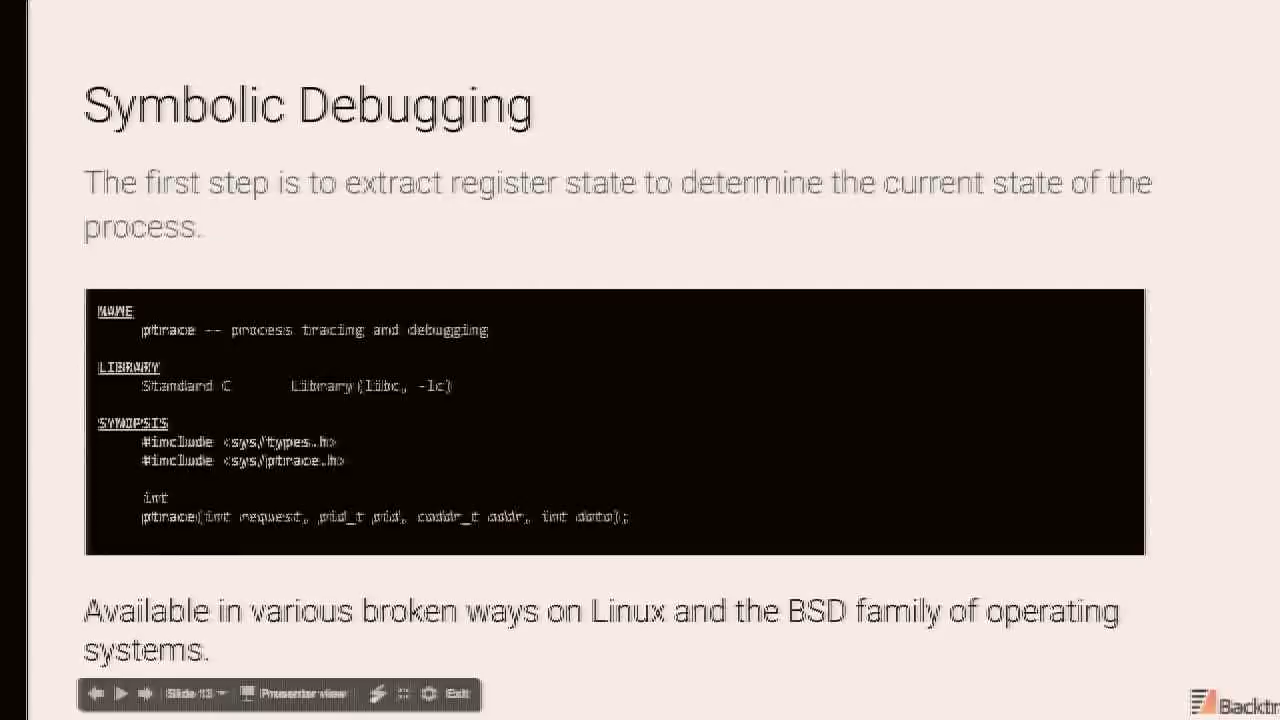 Symbolic Debugging
The first step is to extract register state to determine the current state of the
process.
NAME
ptrace -- process tracing and debugging
LIBRARY
Standard C Library (libc, -lc)
SYNOPSIS
#include <sys/types.h>
#include <sys/ptrace.h>
int
ptrace(int request, pid_t pid, caddr_t addr, int data);
Available in various broken ways on Linux and the BSD family of operating
systems.
Slide 13 Presenter view Exit
Backtr